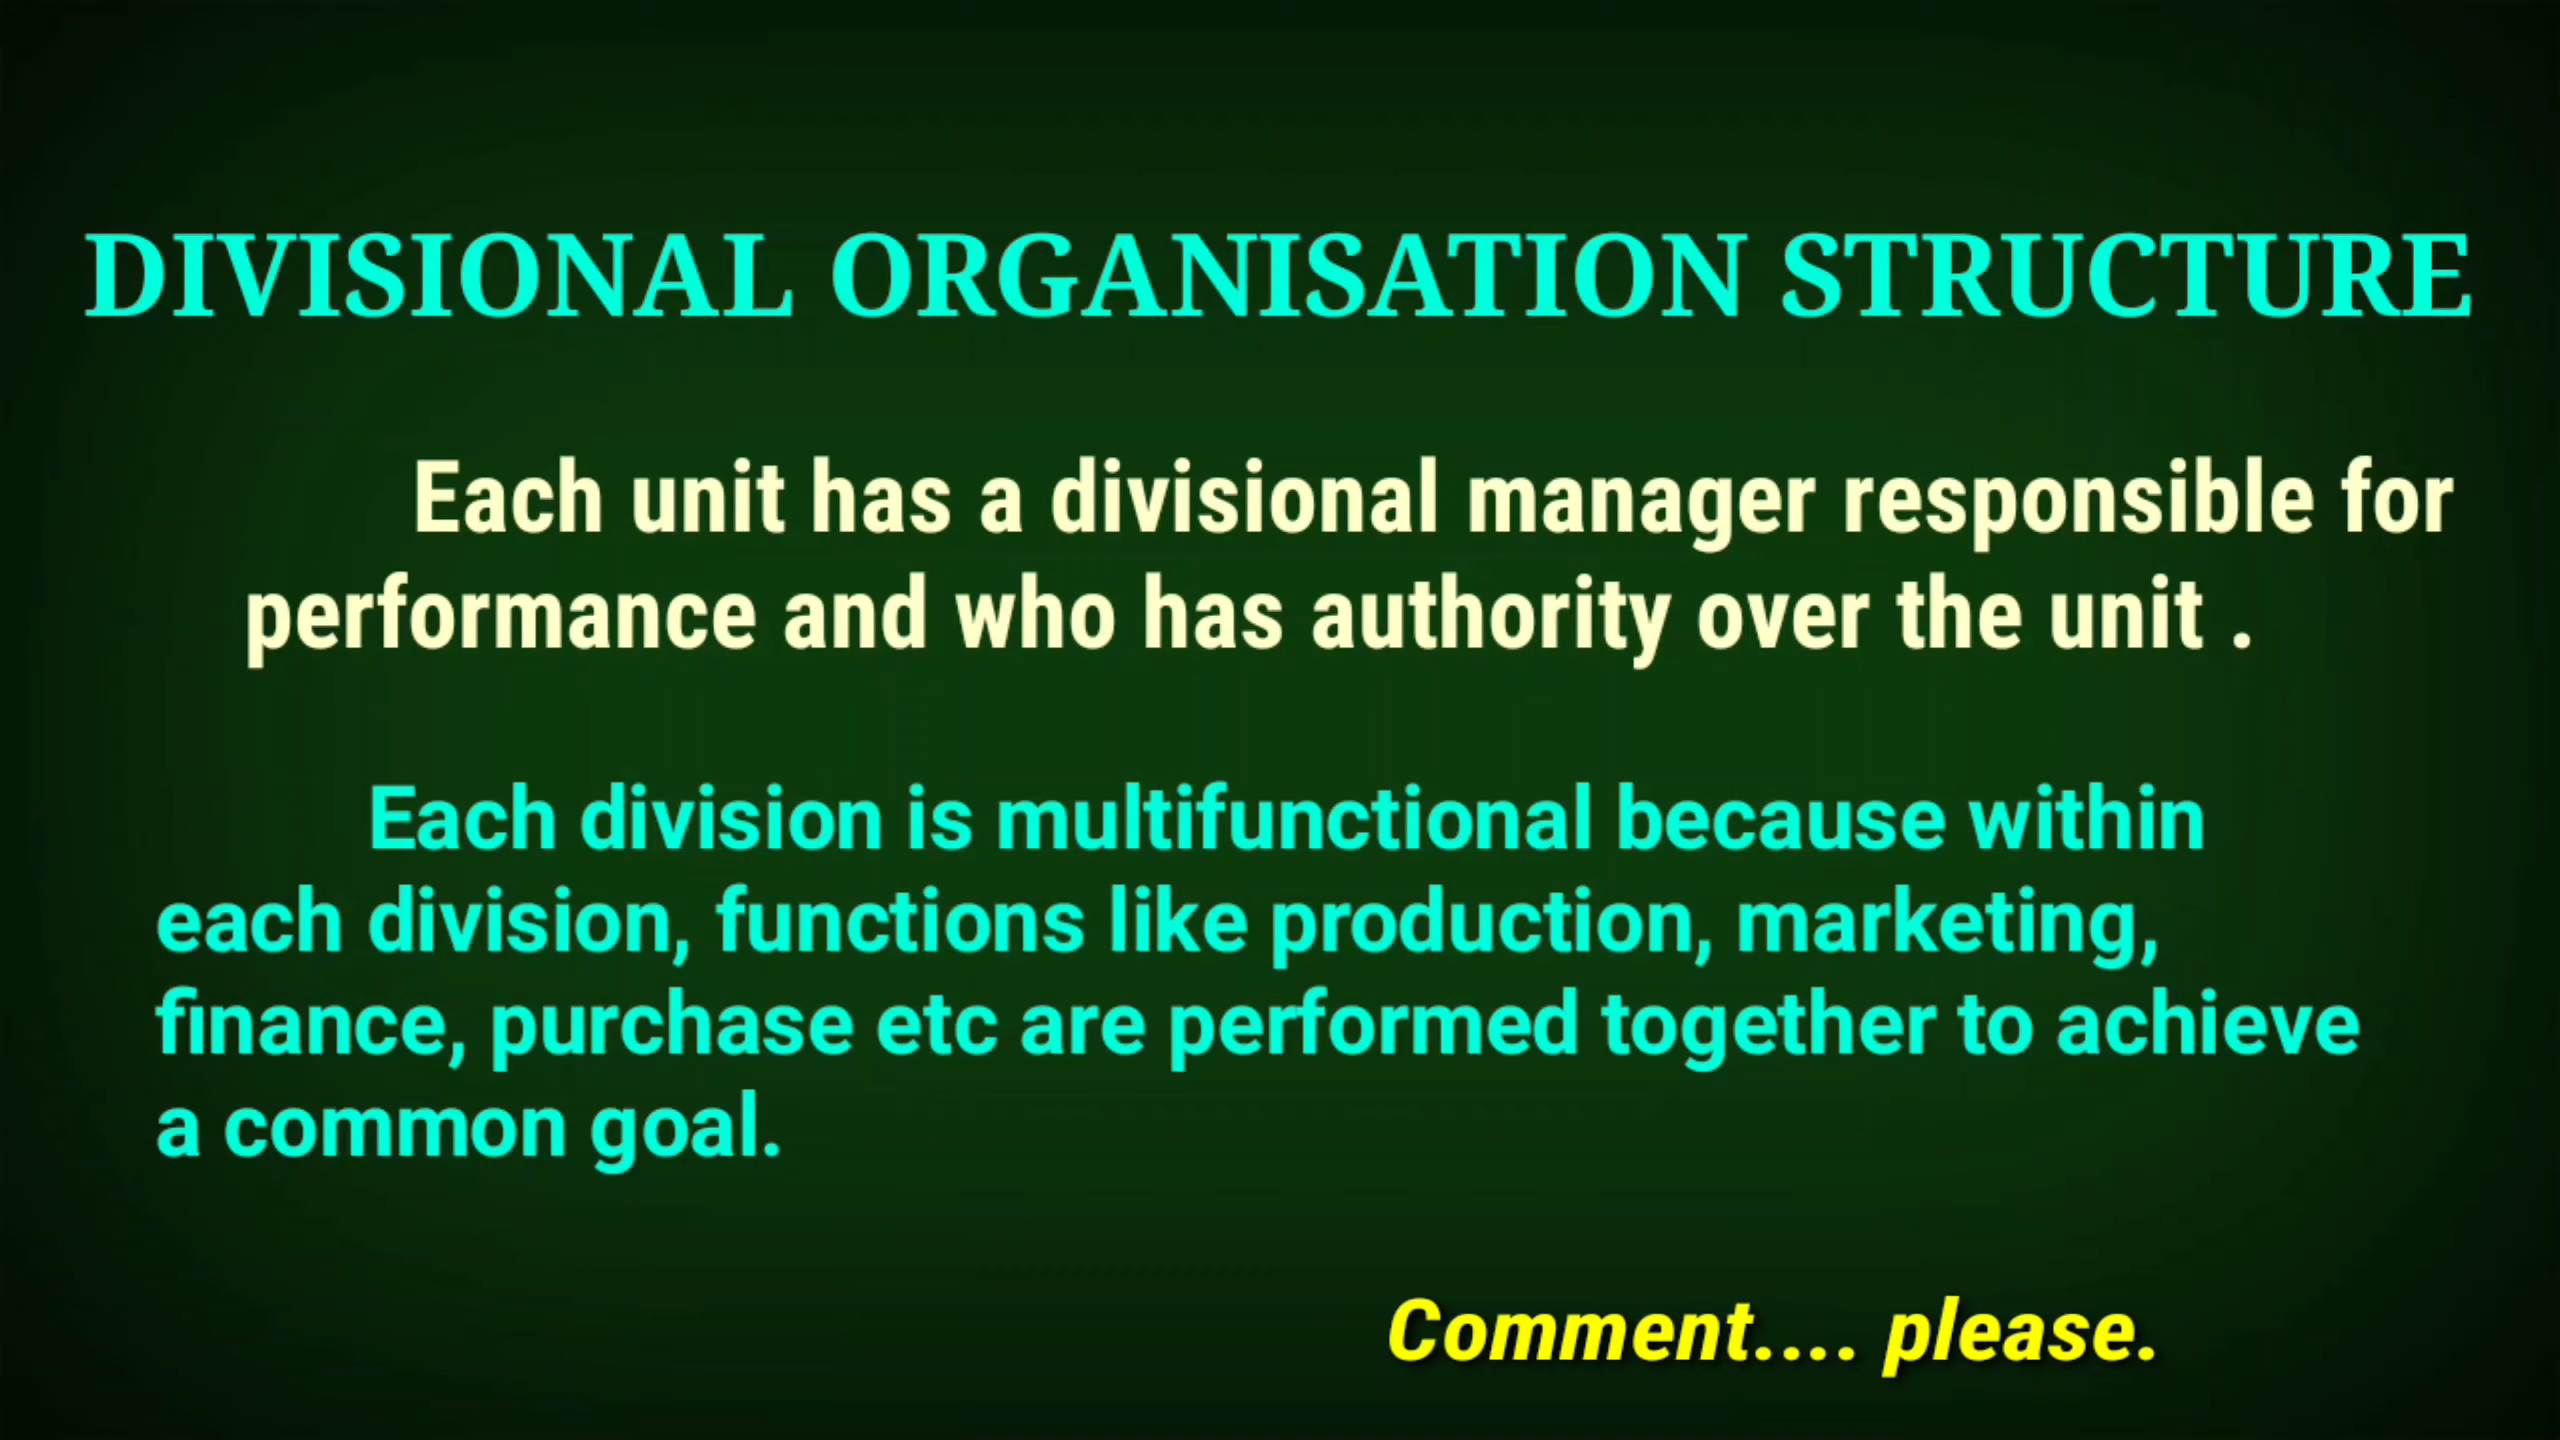 DIVISIONAL ORGANISATION STRUCTURE
Each unit has a divisional manager responsible for
performance and who has authority over the unit .
Each division is multifunctional because within
each division, functions like production, marketing,
finance, purchase etc are performed together to achieve
a common goal.
Comment.... please.